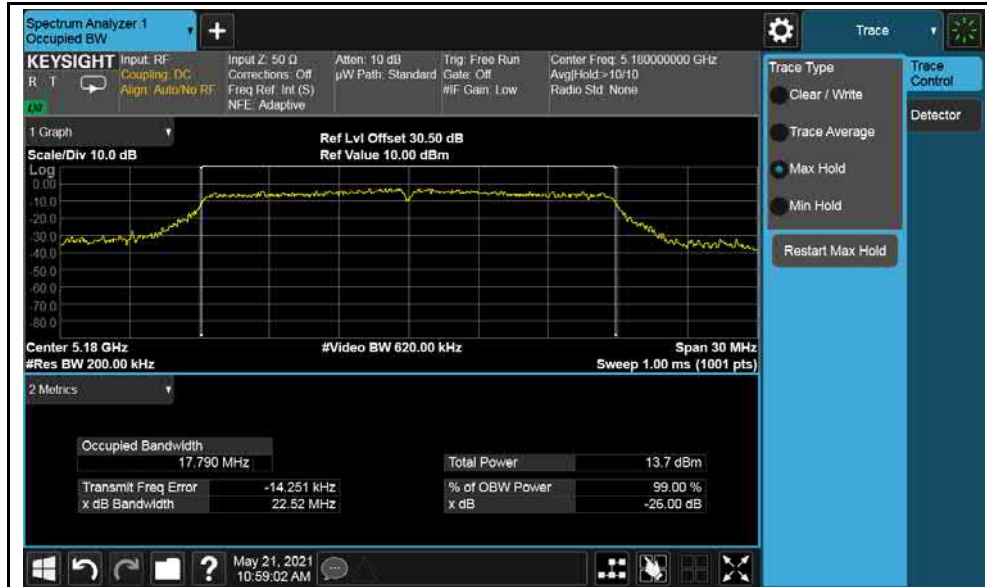 Spectrum Analyzer 1
Occupied BW
+
Trace
KEYSIGHT
R T
LXI
Input: RF
Coupling: DC
Align: Auto/No RF
Input Z: 50 Ω
Corrections: Off
Freq Ref: Int (S)
NFE: Adaptive
Atten: 10 dB
µW Path: Standard
Trig: Free Run
Gate: Off
#IF Gain: Low
Center Freq: 5.180000000 GHz
Avg|Hold:>10/10
Radio Std: None
Trace Type
Clear / Write
Trace Average
Max Hold
Min Hold
Restart Max Hold
Trace
Control
Detector
1 Graph
Scale/Div 10.0 dB
Ref Lvl Offset 30.50 dB
Ref Value 10.00 dBm
Log
0.00
-10.0
-20.0
-30.0
-40.0
-50.0
-60.0
-70.0
-80.0
Center 5.18 GHz
#Res BW 200.00 kHz
#Video BW 620.00 kHz
Span 30 MHz
Sweep 1.00 ms (1001 pts)
2 Metrics
Occupied Bandwidth
17.790 MHz
Total Power 13.7 dBm
Transmit Freq Error -14.251 kHz
% of OBW Power 99.00 %
x dB Bandwidth 22.52 MHz
x dB -26.00 dB
?
May 21, 2021
10:59:02 AM